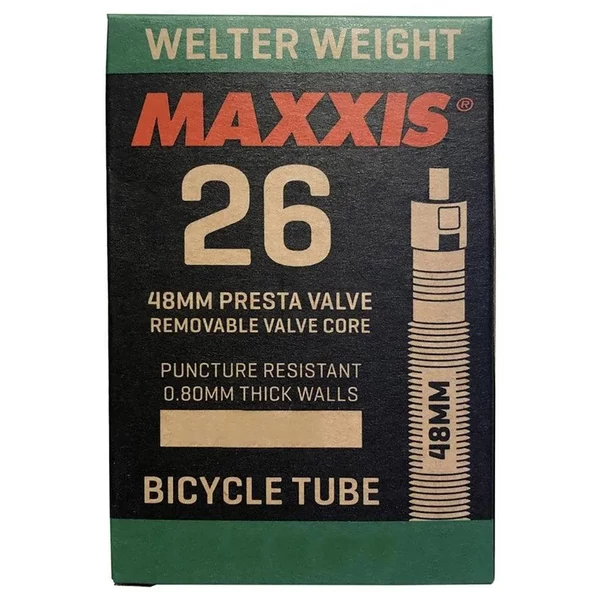 WELTER WEIGHT
MAXXIS®
26
48MM PRESTA VALVE
REMOVABLE VALVE CORE
PUNCTURE RESISTANT
0.80MM THICK WALLS
48MM
BICYCLE TUBE